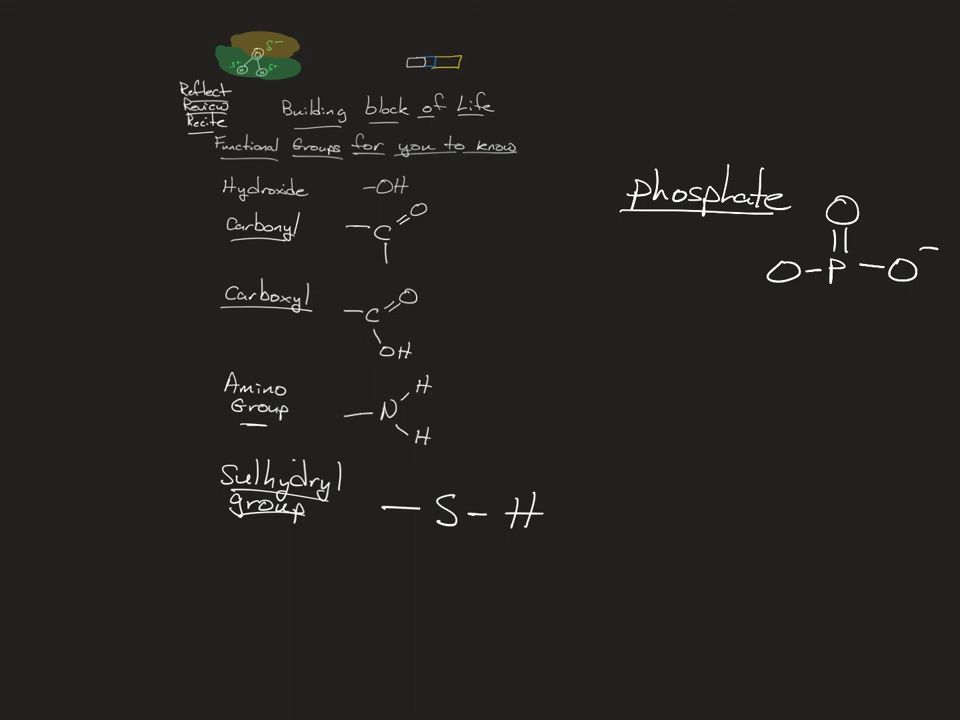 δ-
O
δ+ δ+
H H
Reflect
Review
Recite
Building block of Life
Functional Groups for you to know
Hydroxide -OH
Carbonyl -C=O
Carboxyl -C=O
OH
Amino
Group -N H
H
Sulhydryl
group - S - H
phosphate
O
O-P-O-